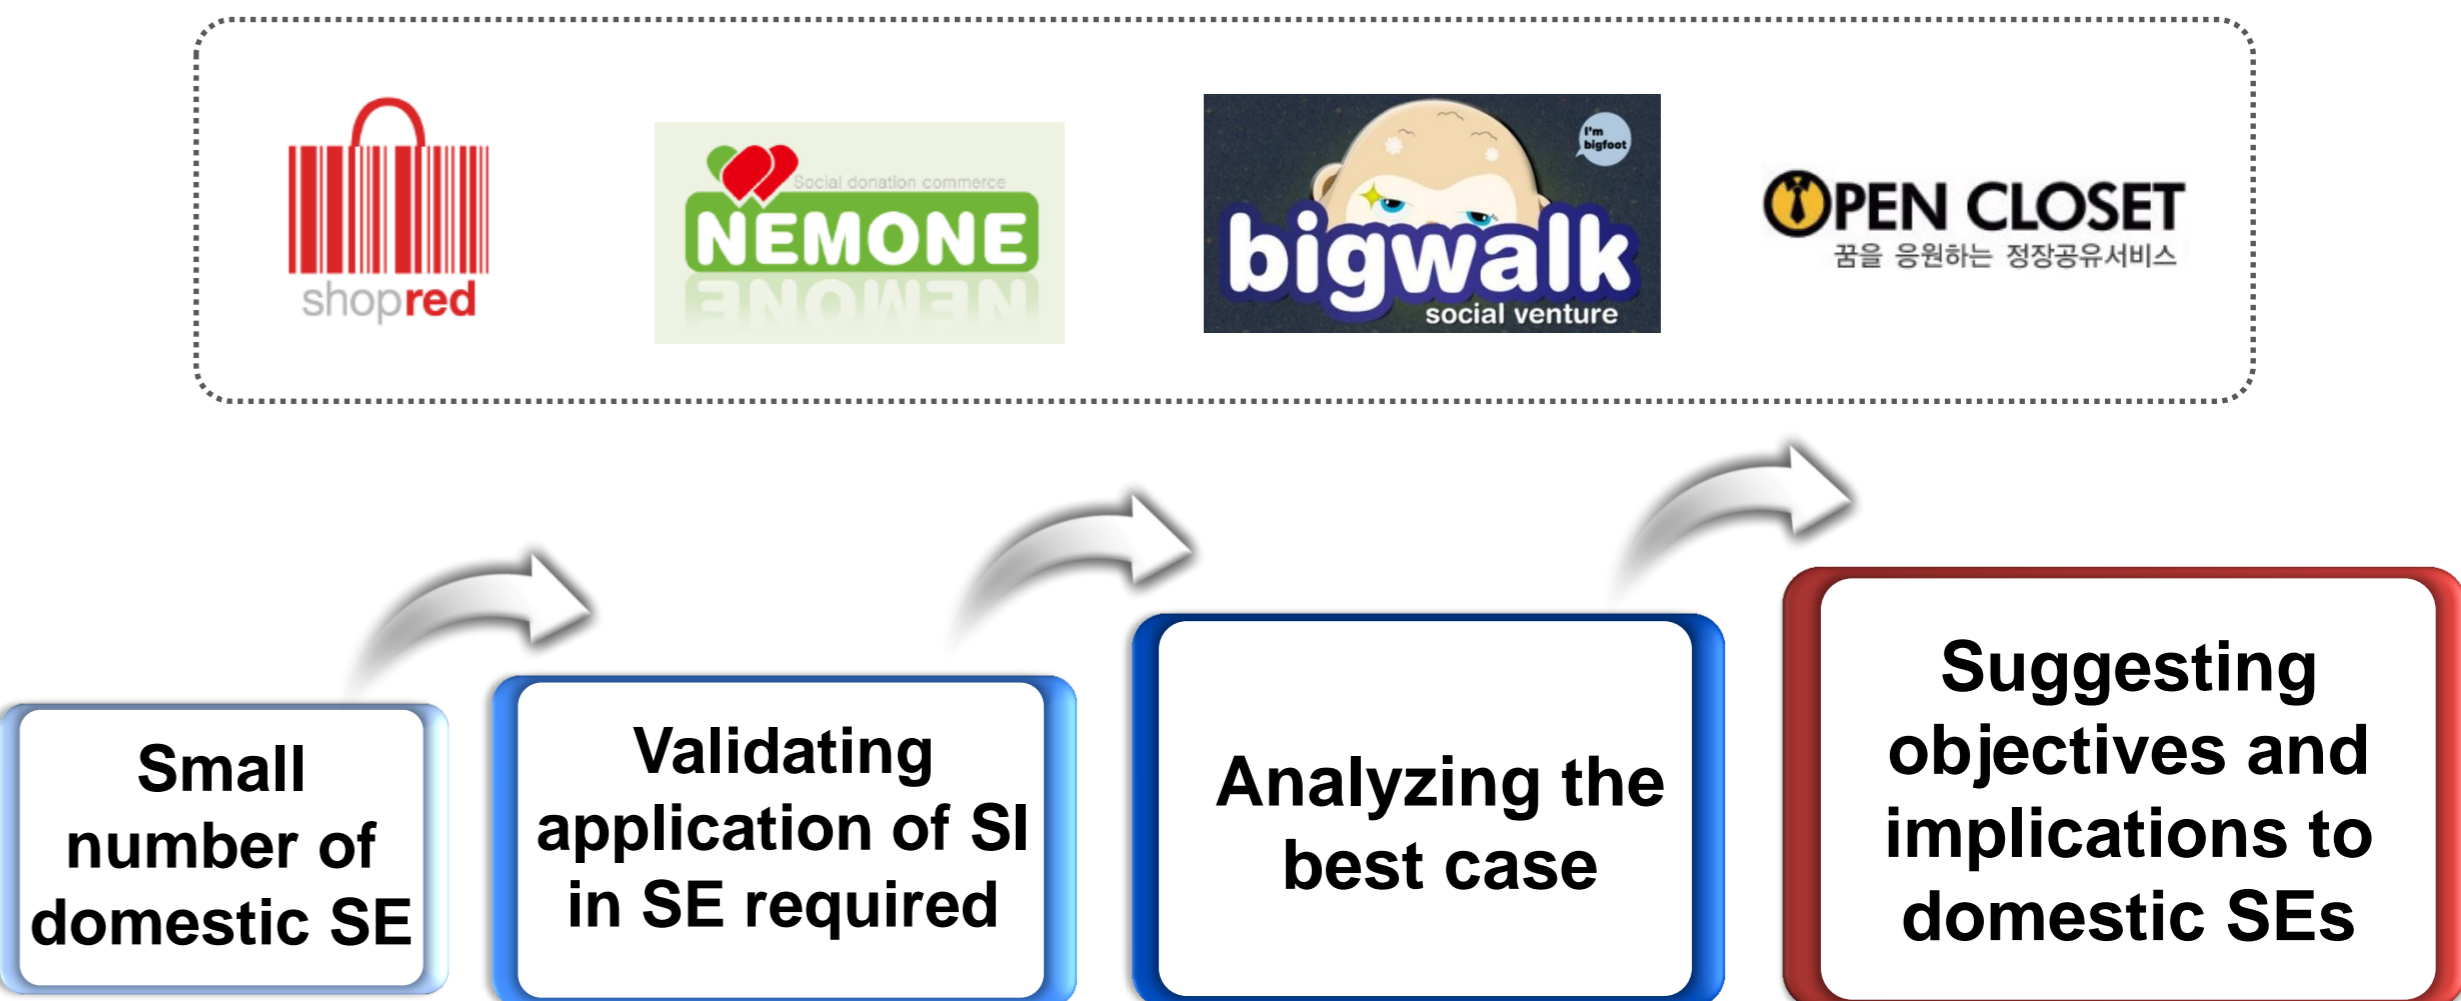 shopred
Social donation commerce
NEMONE
NEMONE
I'm
bigfoot
bigwalk
social venture
OPEN CLOSET
꿈을 응원하는 정장공유서비스
Small
number of
domestic SE
Validating
application of SI
in SE required
Analyzing the
best case
Suggesting
objectives and
implications to
domestic SEs